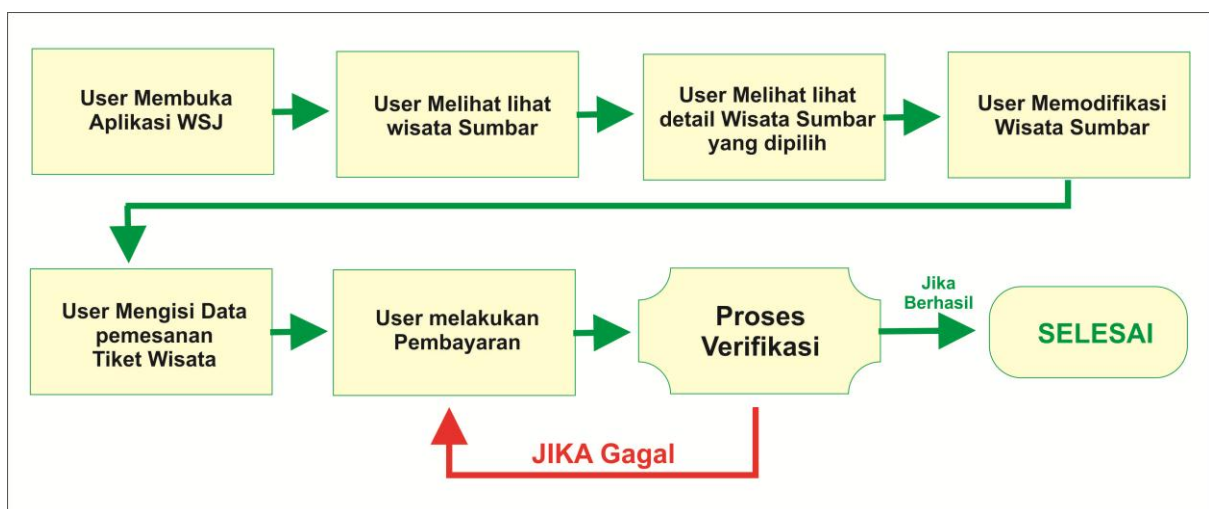 User Membuka
Aplikasi WSJ
User Melihat lihat
wisata Sumbar
User Melihat lihat
detail Wisata Sumbar
yang dipilih
User Memodifikasi
Wisata Sumbar
User Mengisi Data
pemesanan
Tiket Wisata
User melakukan
Pembayaran
Proses
Verifikasi
Jika
Berhasil
SELESAI
JIKA Gagal